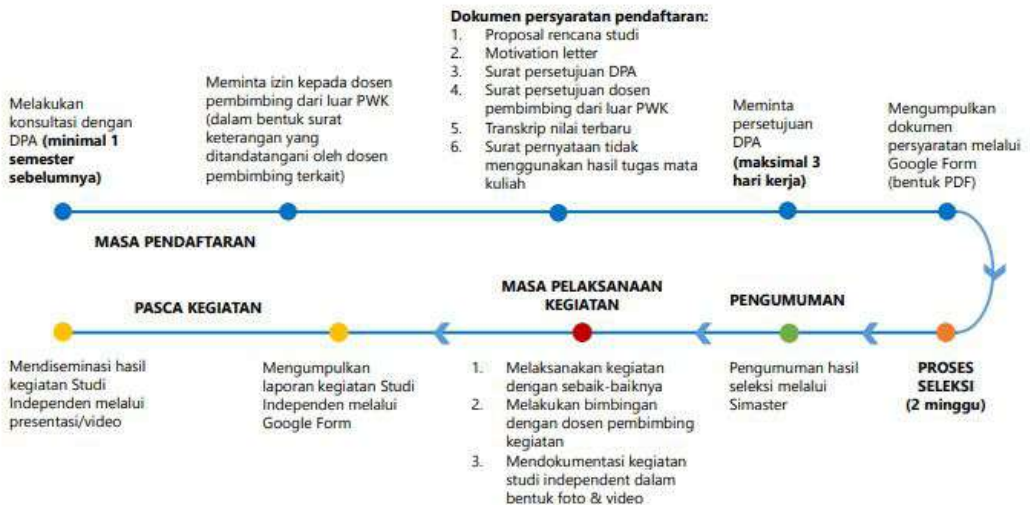 Melakukan
konsultasi dengan
DPA (minimal 1
semester
sebelumnya)
Meminta izin kepada dosen
pembimbing dari luar PWK
(dalam bentuk surat
keterangan yang
ditandatangani oleh dosen
pembimbing terkait)
Dokumen persyaratan pendaftaran:
1. Proposal rencana studi
2. Motivation letter
3. Surat persetujuan DPA
4. Surat persetujuan dosen
pembimbing dari luar PWK
5. Transkrip nilai terbaru
6. Surat pernyataan tidak
menggunakan hasil tugas mata
kuliah
Meminta
persetujuan
DPA
(maksimal 3
hari kerja)
Mengumpulkan
dokumen
persyaratan melalui
Google Form
(bentuk PDF)
MASA PENDAFTARAN
PROSES
SELEKSI
(2 minggu)
PENGUMUMAN
Pengumuman hasil
seleksi melalui
Simaster
MASA PELAKSANAAN
KEGIATAN
1. Melaksanakan kegiatan
dengan sebaik-baiknya
2. Melakukan bimbingan
dengan dosen pembimbing
kegiatan
3. Mendokumentasi kegiatan
studi independent dalam
bentuk foto & video
PASCA KEGIATAN
Mengumpulkan
laporan kegiatan Studi
Independen melalui
Google Form
Mendiseminasi hasil
kegiatan Studi
Independen melalui
presentasi/video